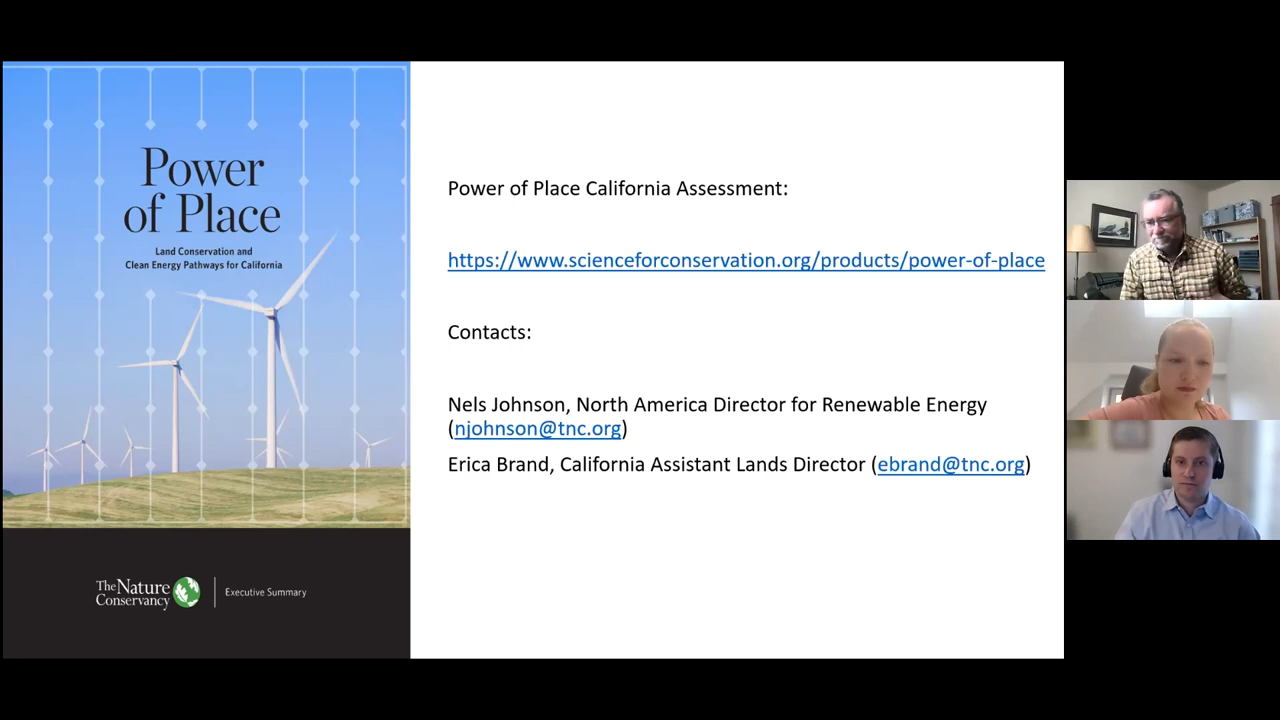 Power
of Place
Land Conservation and
Clean Energy Pathways for California
The Nature
Conservancy
Executive Summary
Power of Place California Assessment:
https://www.scienceforconservation.org/products/power-of-place
Contacts:
Nels Johnson, North America Director for Renewable Energy
(njohnson@tnc.org)
Erica Brand, California Assistant Lands Director (ebrand@tnc.org)